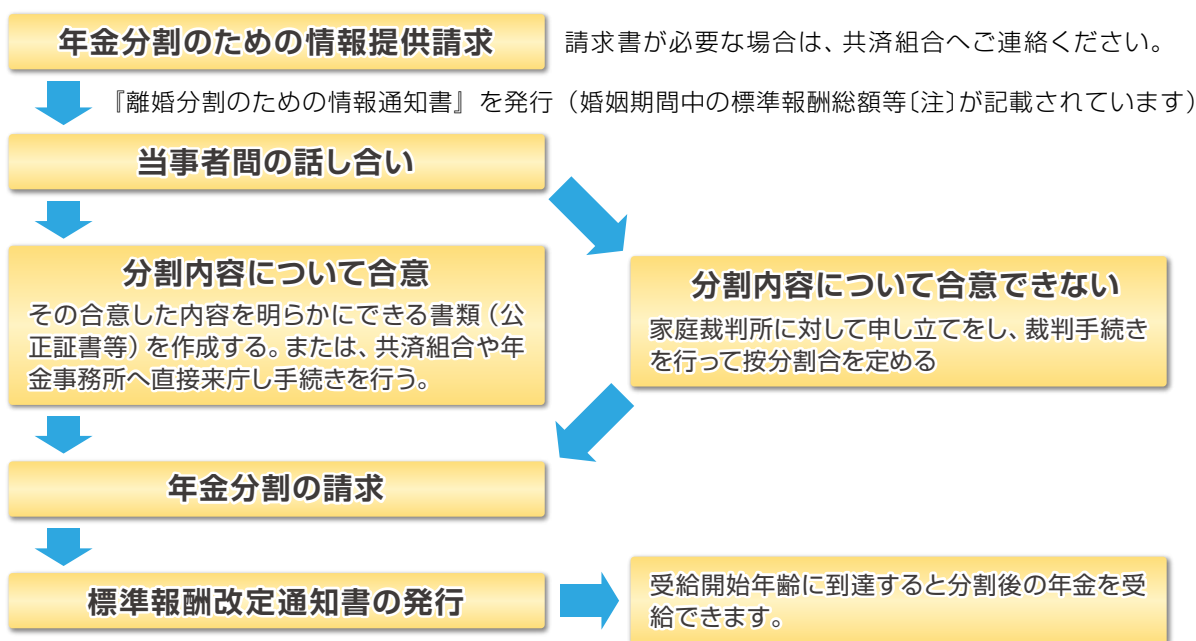 年金分割のための情報提供請求
請求書が必要な場合は、共済組合へご連絡ください。
『離婚分割のための情報通知書』を発行（婚姻期間中の標準報酬総額等〔注〕が記載されています）
当事者間の話し合い
分割内容について合意
その合意した内容を明らかにできる書類（公
正証書等）を作成する。または、共済組合や年
金事務所へ直接来庁し手続きを行う。
分割内容について合意できない
家庭裁判所に対して申し立てをし、裁判手続き
を行って按分割合を定める
年金分割の請求
標準報酬改定通知書の発行
受給開始年齢に到達すると分割後の年金を受
給できます。